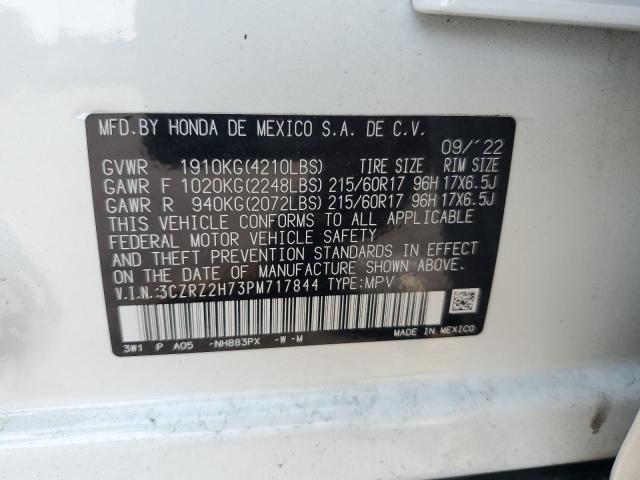 MFD.BY HONDA DE MEXICO S.A. DE C.V.
09/'22
GVWR 1910KG(4210LBS) TIRE SIZE RIM SIZE
GAWR F 1020KG(2248LBS) 215/60R17 96H 17X6.5J
GAWR R 940KG(2072LBS) 215/60R17 96H 17X6.5J
THIS VEHICLE CONFORMS TO ALL APPLICABLE
FEDERAL MOTOR VEHICLE SAFETY
AND THEFT PREVENTION STANDARDS IN EFFECT
ON THE DATE OF MANUFACTURE SHOWN ABOVE.
V.I.N.:3CZRZ2H73PM717844 TYPE:MPV
3W1 P A05 -NH883PX -W -M
MADE IN MEXICO